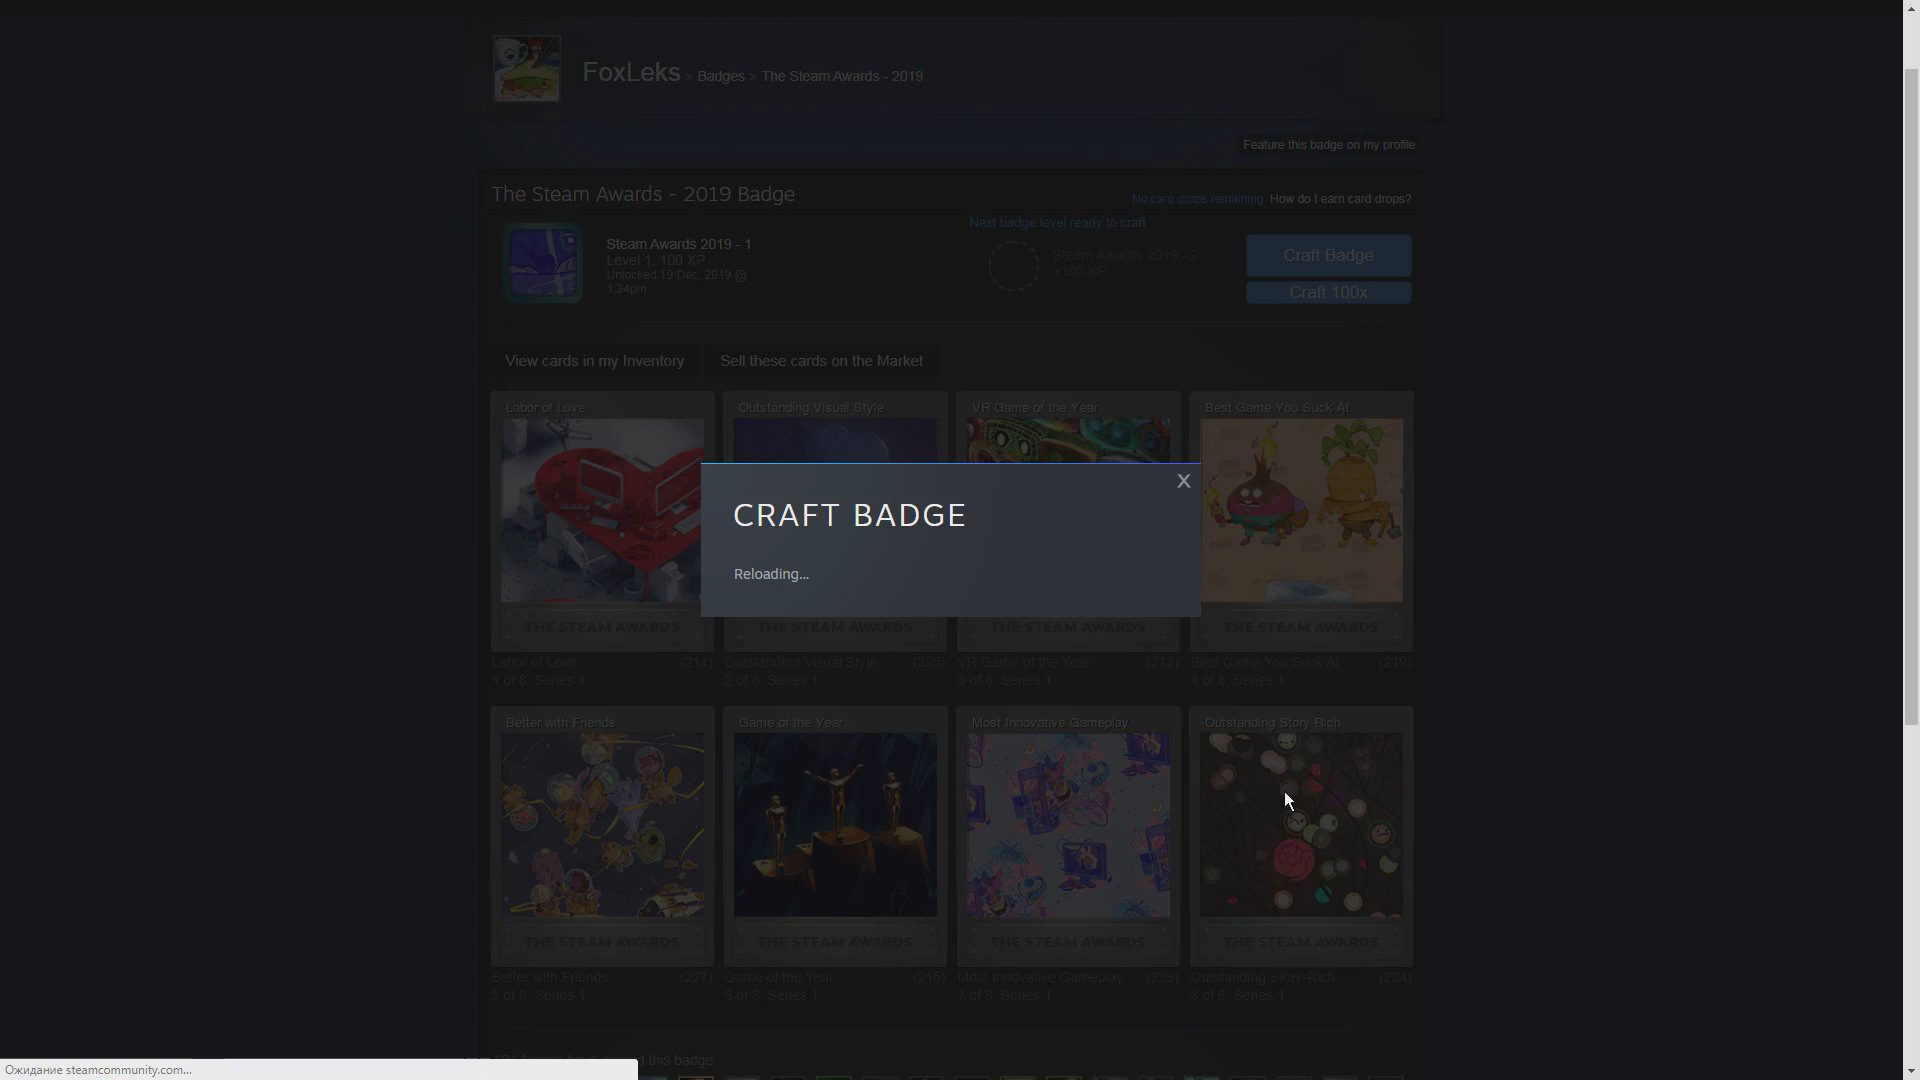 FoxLeks » Badges » The Steam Awards - 2019
Feature this badge on my profile
The Steam Awards - 2019 Badge
No card drops remaining How do I earn card drops?
Next badge level ready to craft
Steam Awards 2019 - 1
Level 1, 100 XP
Unlocked 19 Dec, 2019 @
1:34pm
Steam Awards 2019 - 2
+100 XP
Craft Badge
Craft 100x
View cards in my Inventory
Sell these cards on the Market
Labor of Love
Outstanding Visual Style
VR Game of the Year
Best Game You Suck At
X
CRAFT BADGE
Reloading...
THE STEAM AWARDS
THE STEAM AWARDS
THE STEAM AWARDS
THE STEAM AWARDS
Labor of Love (214)
1 of 8, Series 1
Outstanding Visual Style (225)
2 of 8, Series 1
VR Game of the Year (212)
3 of 8, Series 1
Best Game You Suck At (219)
4 of 8, Series 1
Better with Friends
Game of the Year
Most Innovative Gameplay
Outstanding Story-Rich
THE STEAM AWARDS
THE STEAM AWARDS
THE STEAM AWARDS
THE STEAM AWARDS
Better with Friends (227)
5 of 8, Series 1
Game of the Year (215)
6 of 8, Series 1
Most Innovative Gameplay (229)
7 of 8, Series 1
Outstanding Story-Rich (224)
8 of 8, Series 1
this badge
Ожидание steamcommunity.com...